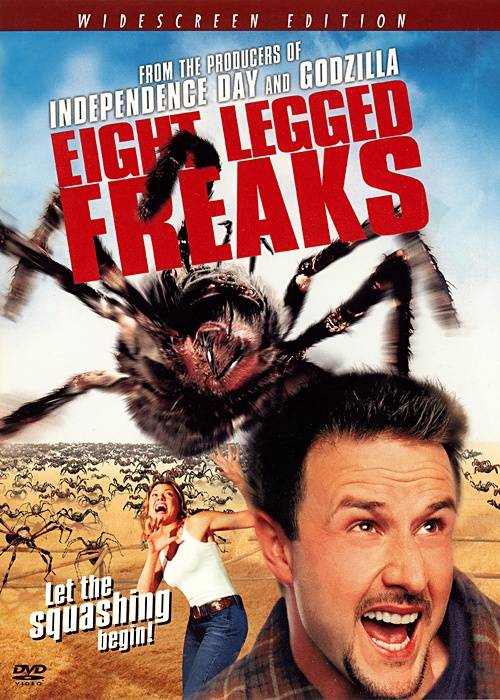 WIDESCREEN EDITION
FROM THE PRODUCERS OF
INDEPENDENCE DAY AND GODZILLA
EIGHT LEGGED
FREAKS
Let the
squashing
begin!
DVD
VIDEO